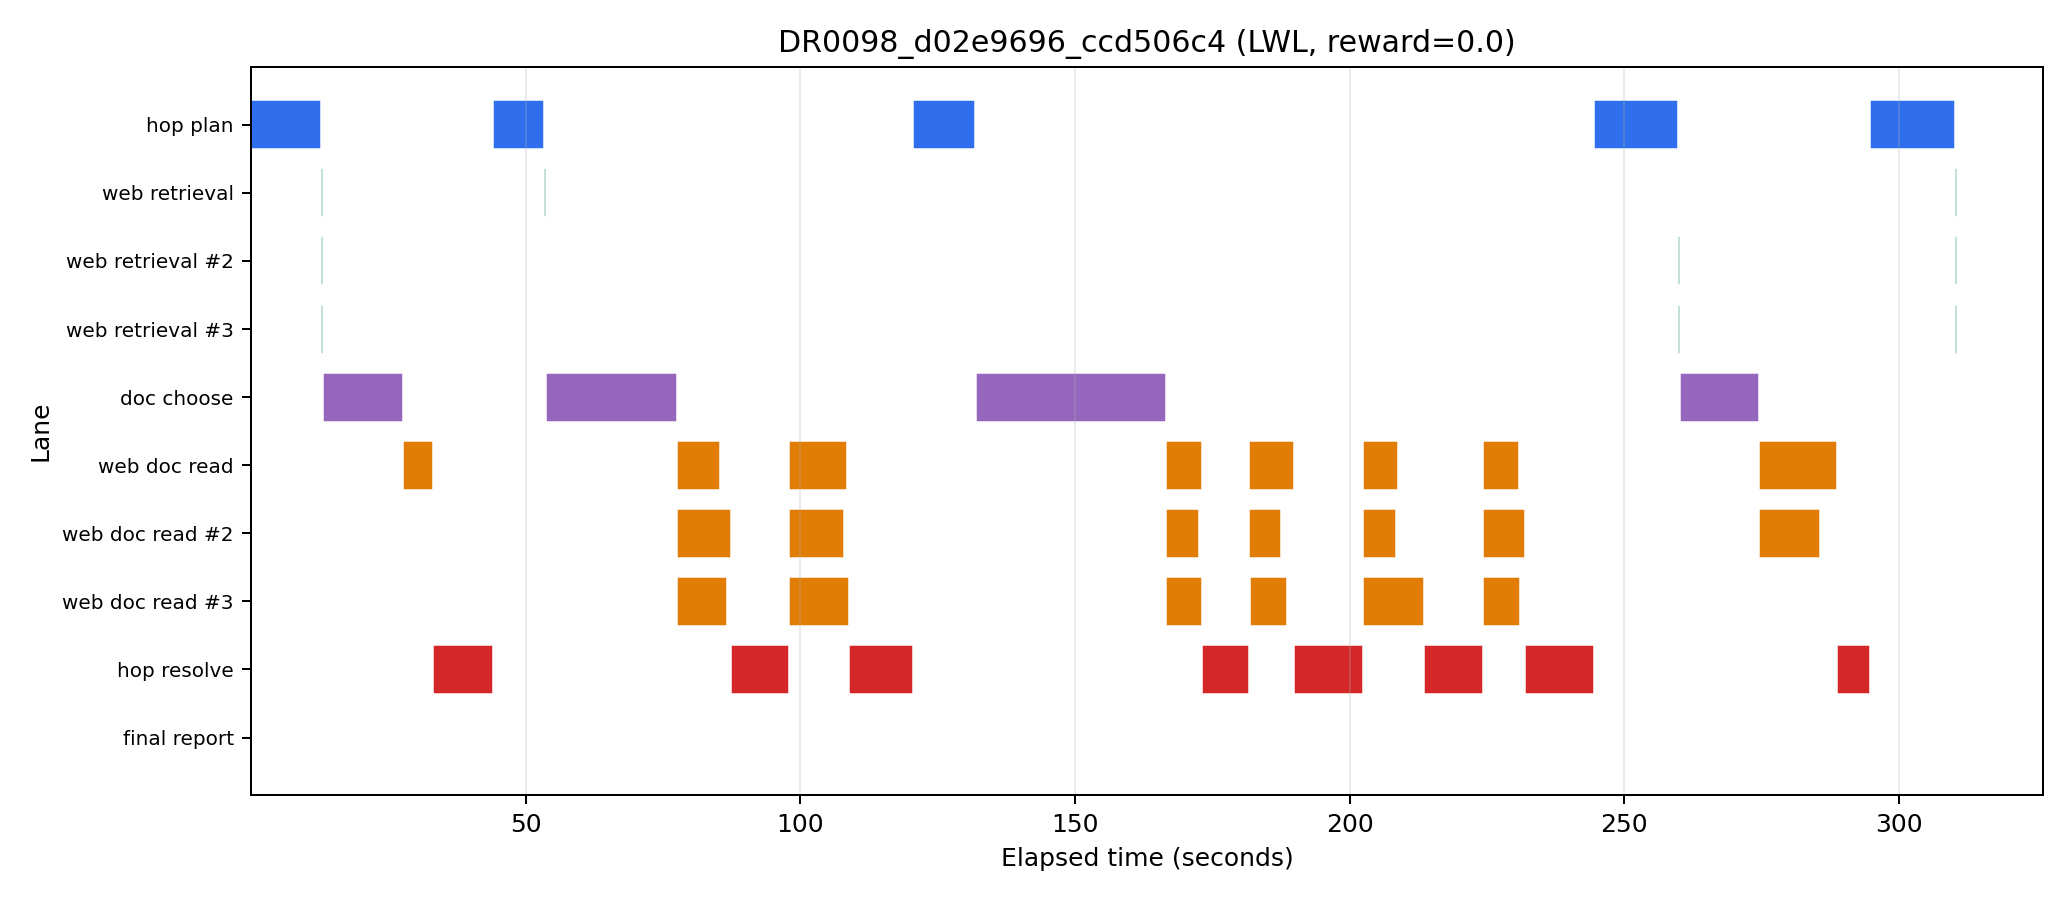 DR0098_d02e9696_ccd506c4 (LWL, reward=0.0)
hop plan
web retrieval
web retrieval #2
web retrieval #3
doc choose
web doc read
web doc read #2
web doc read #3
hop resolve
final report
Lane
50 100 150 200 250 300
Elapsed time (seconds)